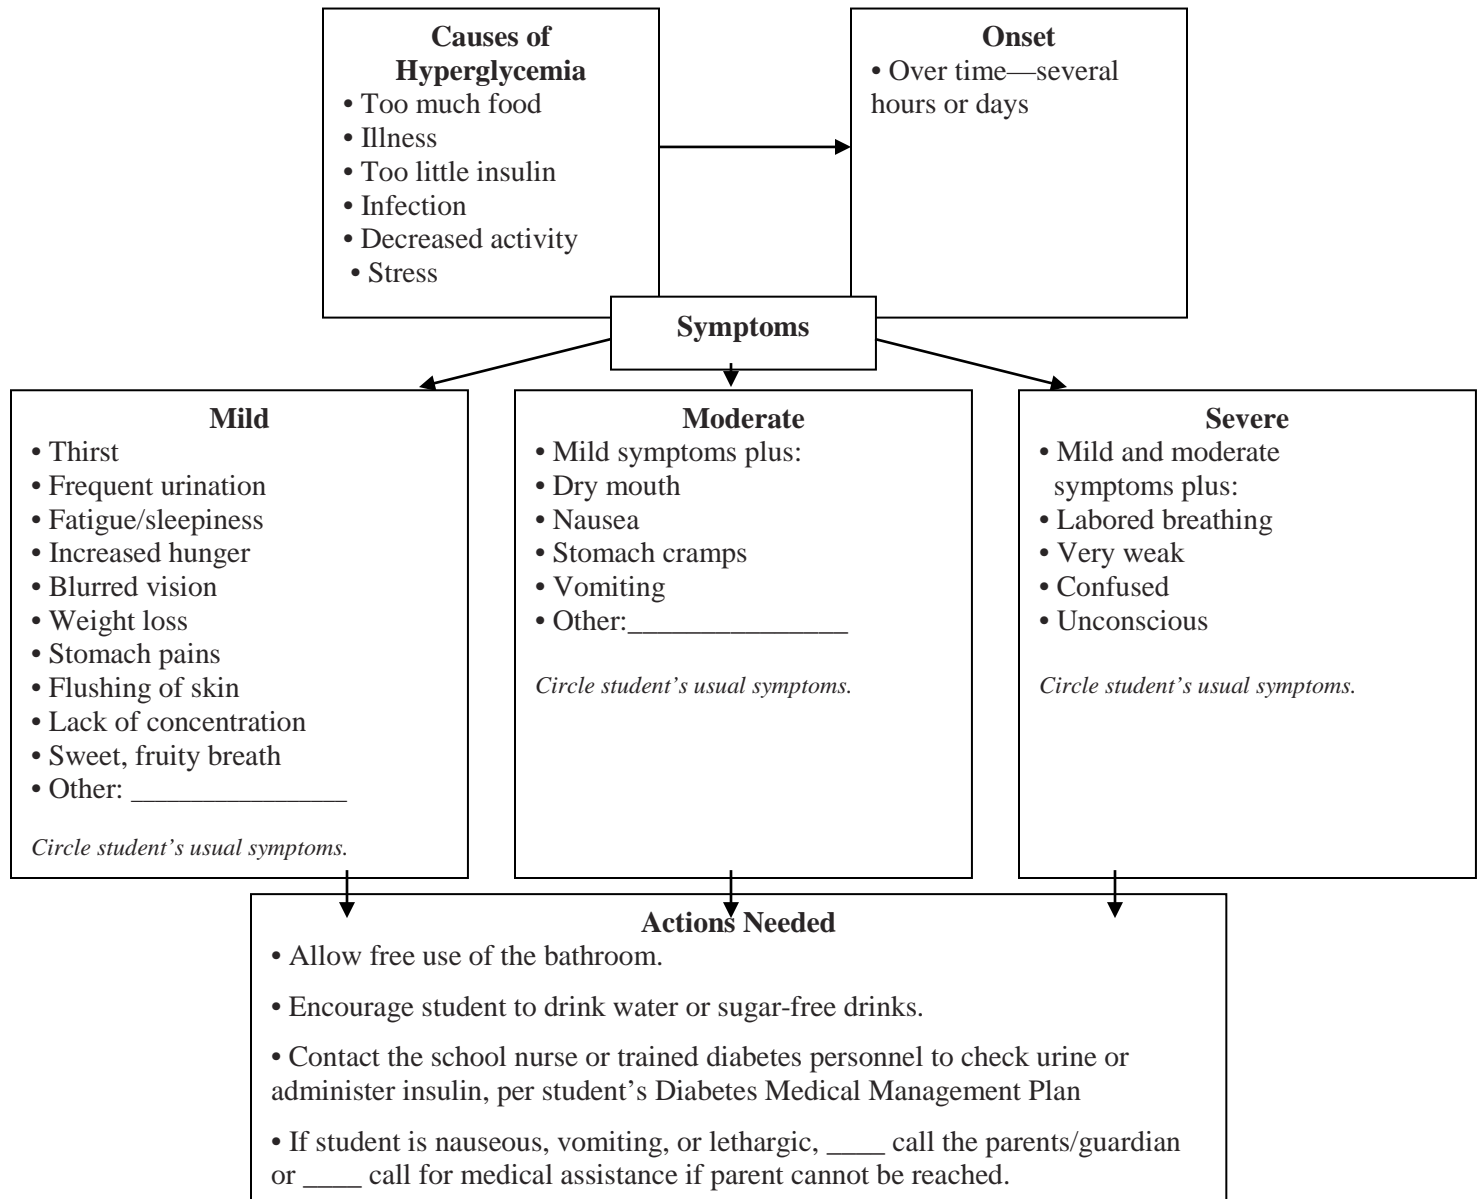 Causes of
Hyperglycemia
• Too much food
• Illness
• Too little insulin
• Infection
• Decreased activity
• Stress
Onset
• Over time—several
hours or days
Symptoms
Mild
• Thirst
• Frequent urination
• Fatigue/sleepiness
• Increased hunger
• Blurred vision
• Weight loss
• Stomach pains
• Flushing of skin
• Lack of concentration
• Sweet, fruity breath
• Other: __________________
Circle student’s usual symptoms.
Moderate
• Mild symptoms plus:
• Dry mouth
• Nausea
• Stomach cramps
• Vomiting
• Other:_______________
Circle student’s usual symptoms.
Severe
• Mild and moderate
symptoms plus:
• Labored breathing
• Very weak
• Confused
• Unconscious
Circle student’s usual symptoms.
Actions Needed
• Allow free use of the bathroom.
• Encourage student to drink water or sugar-free drinks.
• Contact the school nurse or trained diabetes personnel to check urine or
administer insulin, per student’s Diabetes Medical Management Plan
• If student is nauseous, vomiting, or lethargic, ____ call the parents/guardian
or ____ call for medical assistance if parent cannot be reached.